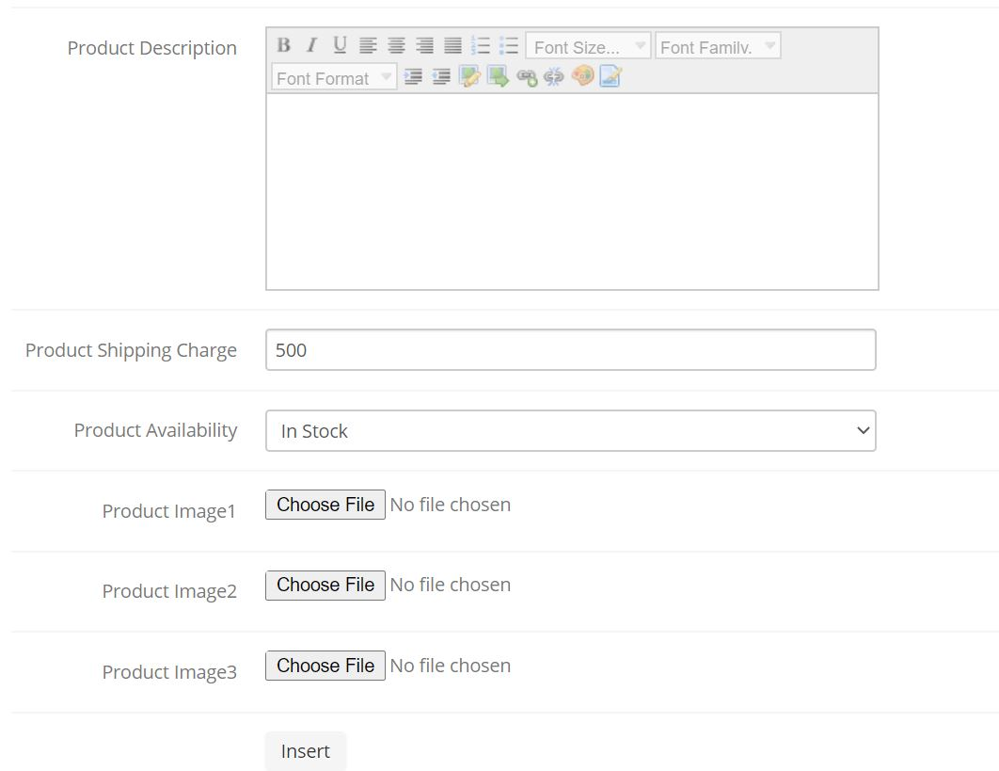 Product Description
B I U Font Size... Font Family.
Font Format
Product Shipping Charge 500
Product Availability In Stock
Product Image1 Choose File No file chosen
Product Image2 Choose File No file chosen
Product Image3 Choose File No file chosen
Insert